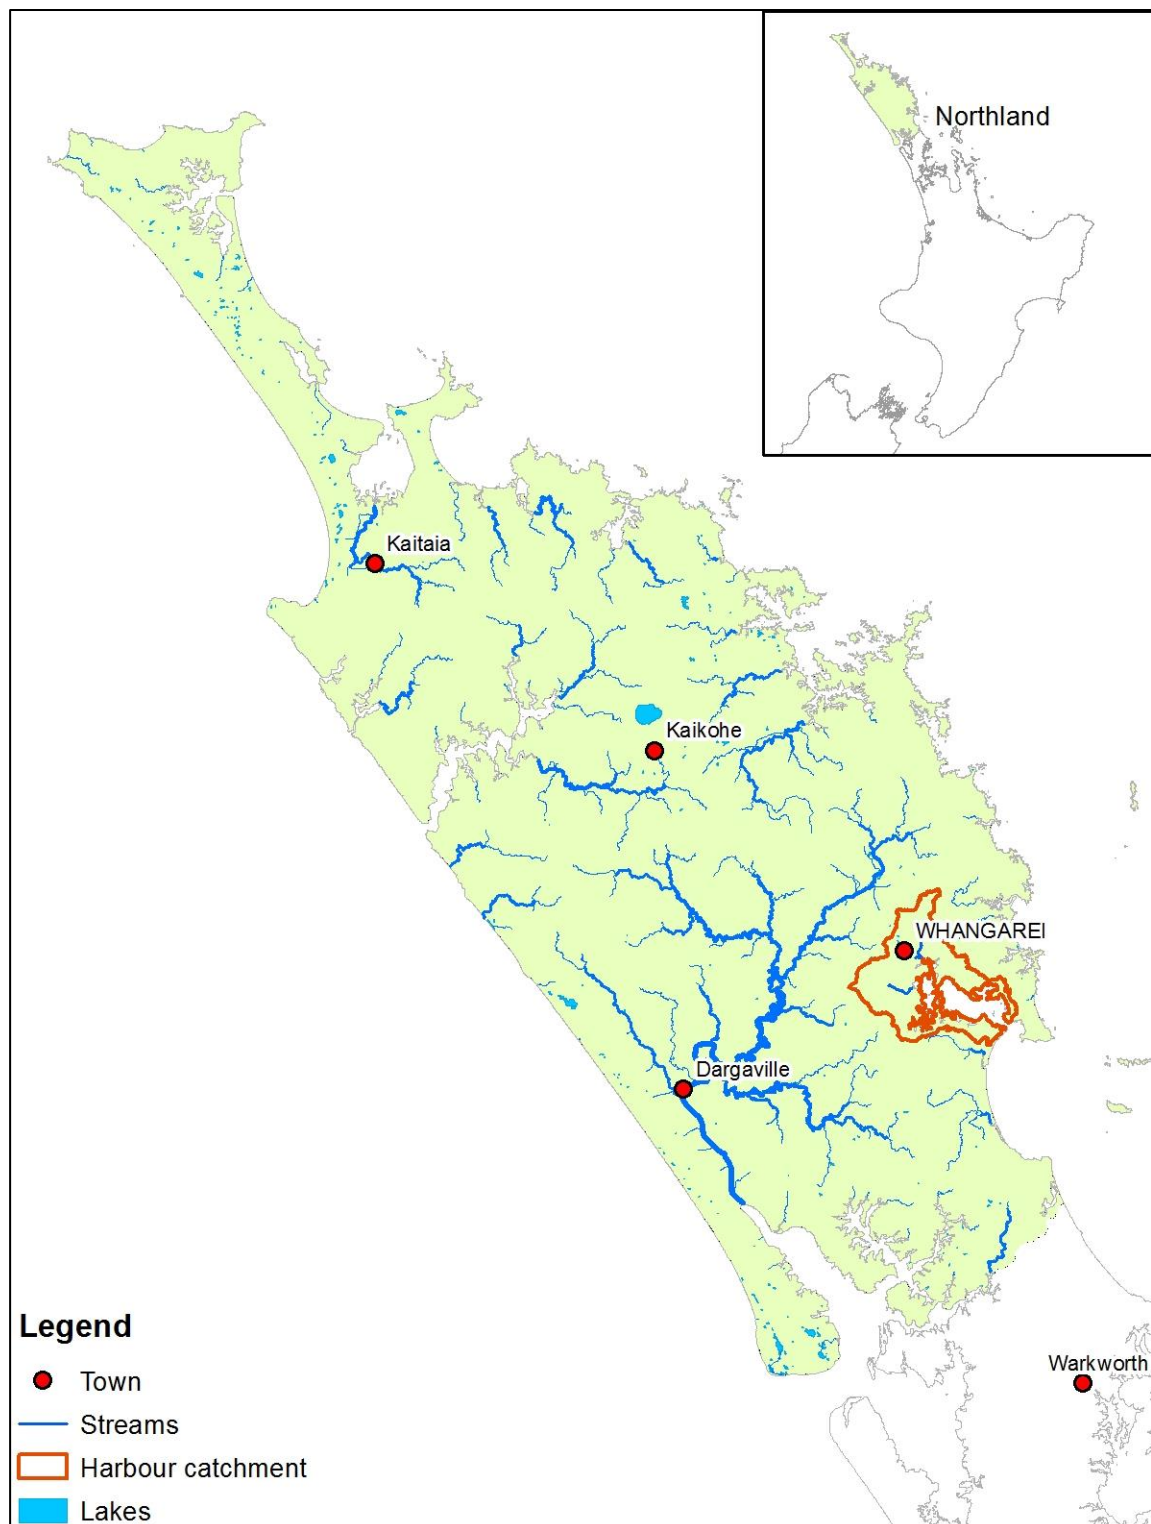 Northland
Kaitaia
Kaikohe
WHANGAREI
Dargaville
Warkworth
Legend
Town
Streams
Harbour catchment
Lakes